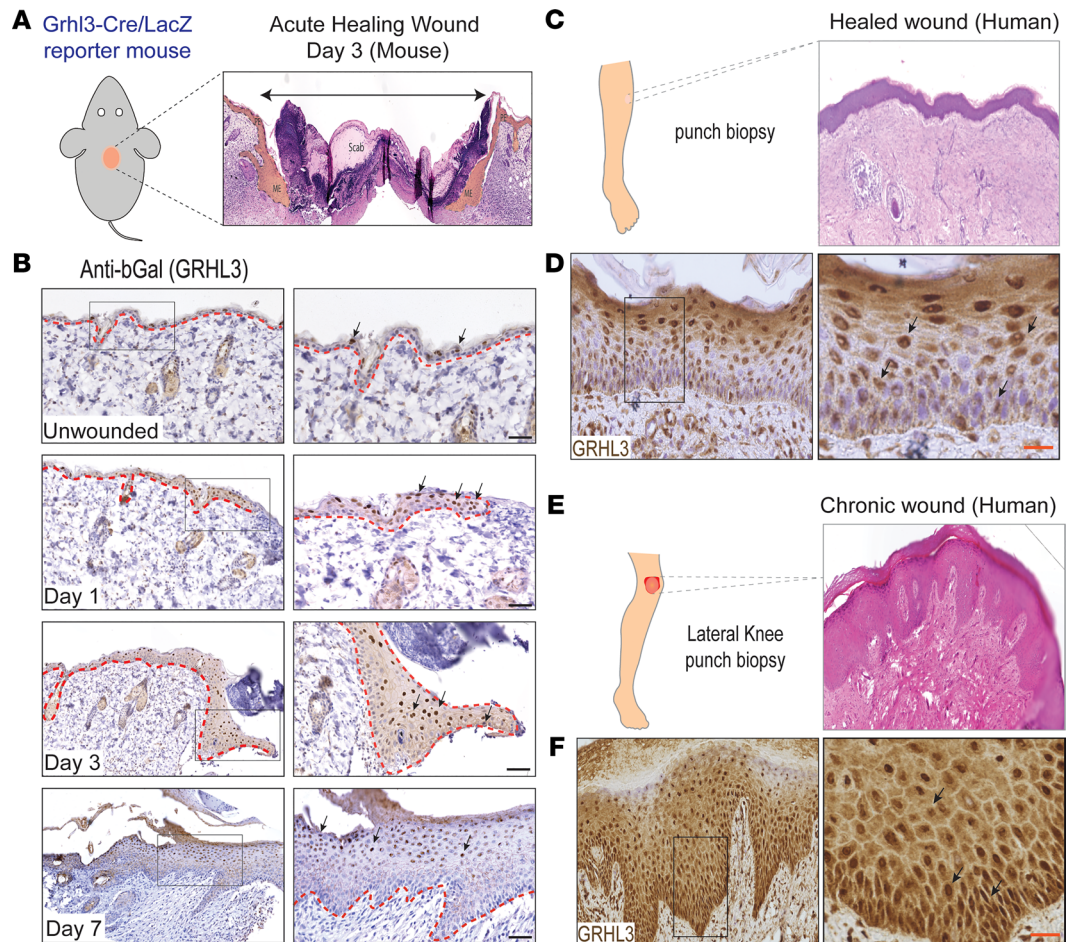 A
Grhl3-Cre/LacZ
reporter mouse
Acute Healing Wound
Day 3 (Mouse)
Scab
ME
ME
PE
B
Anti-bGal (GRHL3)
Unwounded
Day 1
Day 3
Day 7
C
Healed wound (Human)
punch biopsy
D
GRHL3
E
Chronic wound (Human)
Lateral Knee
punch biopsy
F
GRHL3